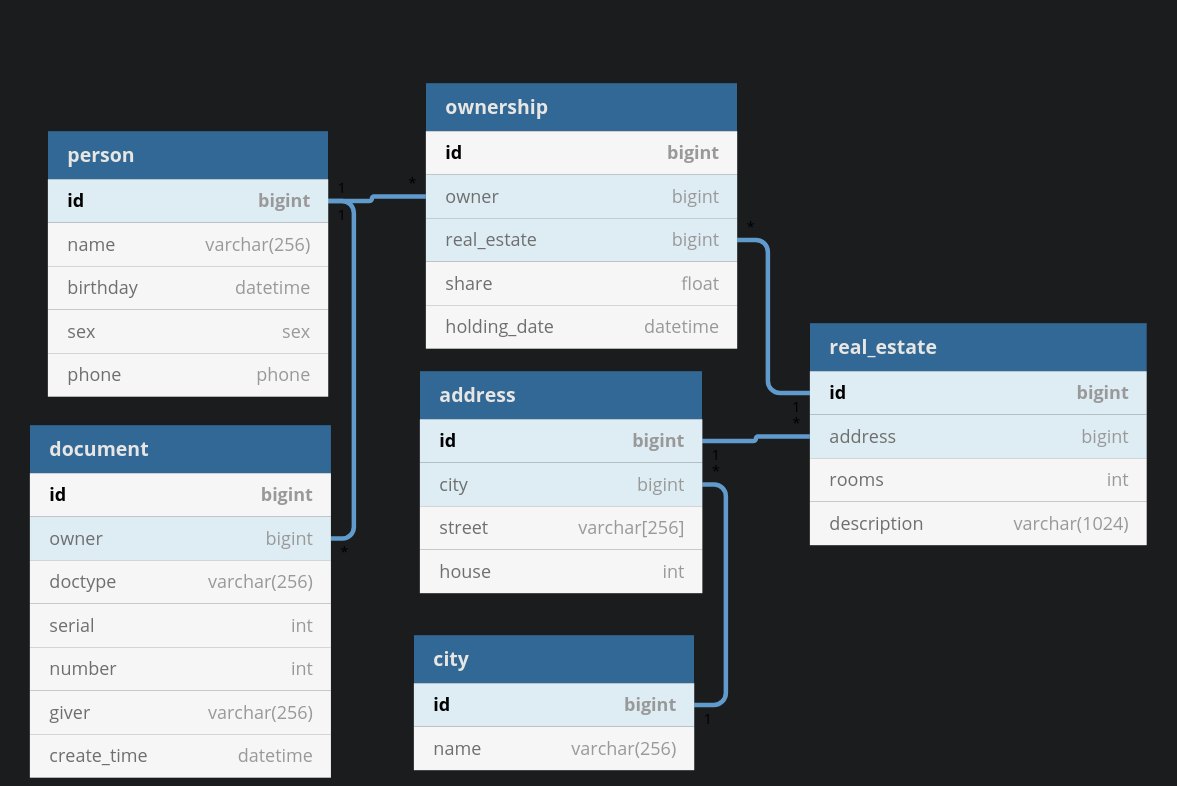 person
id bigint
name varchar(256)
birthday datetime
sex sex
phone phone
1
1
*
ownership
id bigint
owner bigint
real_estate bigint
share float
holding_date datetime
*
document
id bigint
owner bigint
doctype varchar(256)
serial int
number int
giver varchar(256)
create_time datetime
*
address
id bigint
city bigint
street varchar[256]
house int
1
*
real_estate
id bigint
address bigint
rooms int
description varchar(1024)
1
*
city
id bigint
name varchar(256)
1